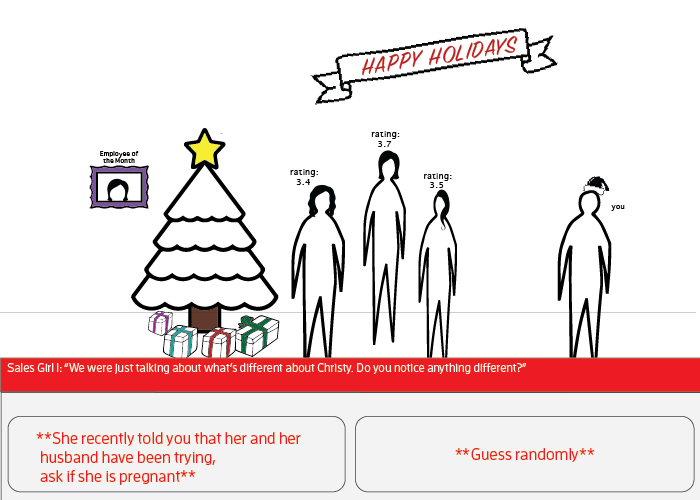 HAPPY HOLIDAYS
rating:
3.7
Employee of
the Month
rating:
3.4
rating:
3.5
you
Sales Girl 1: "We were just talking about what's different about Christy. Do you notice anything different?"
**She recently told you that her and her
husband have been trying,
ask if she is pregnant**
**Guess randomly**